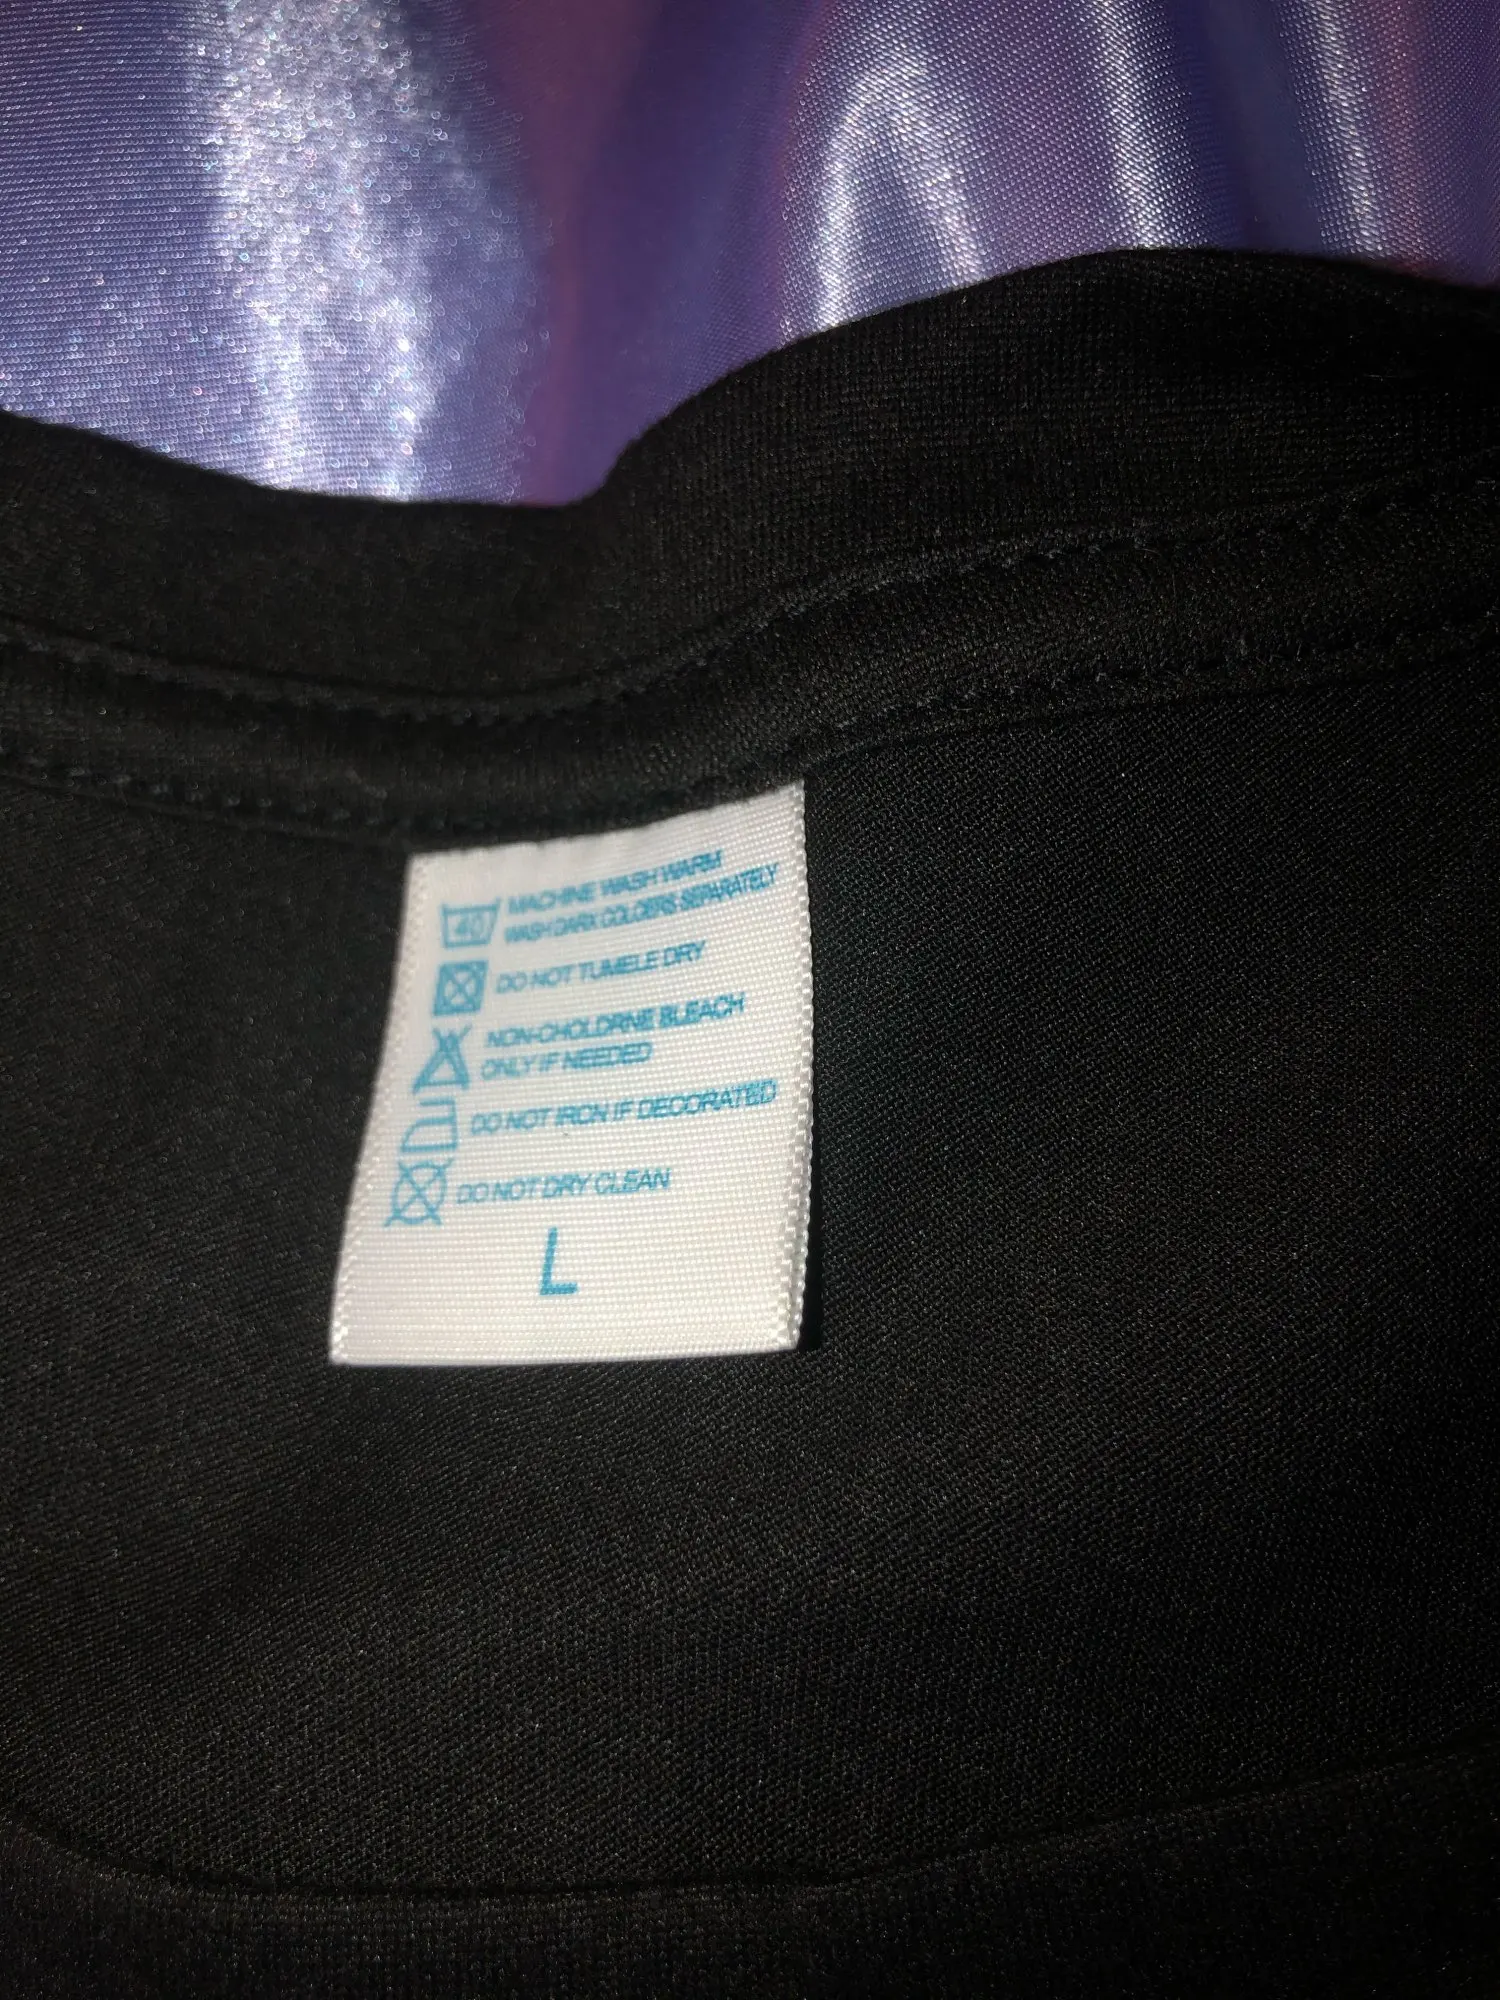 40 MACHINE WASH WARM
WASH DARK COLOERS SEPARATELY
DO NOT TUMELE DRY
NON-CHOLDRNE BLEACH
ONLY IF NEEDED
DO NOT IRON IF DECORATED
DO NOT DRY CLEAN
L